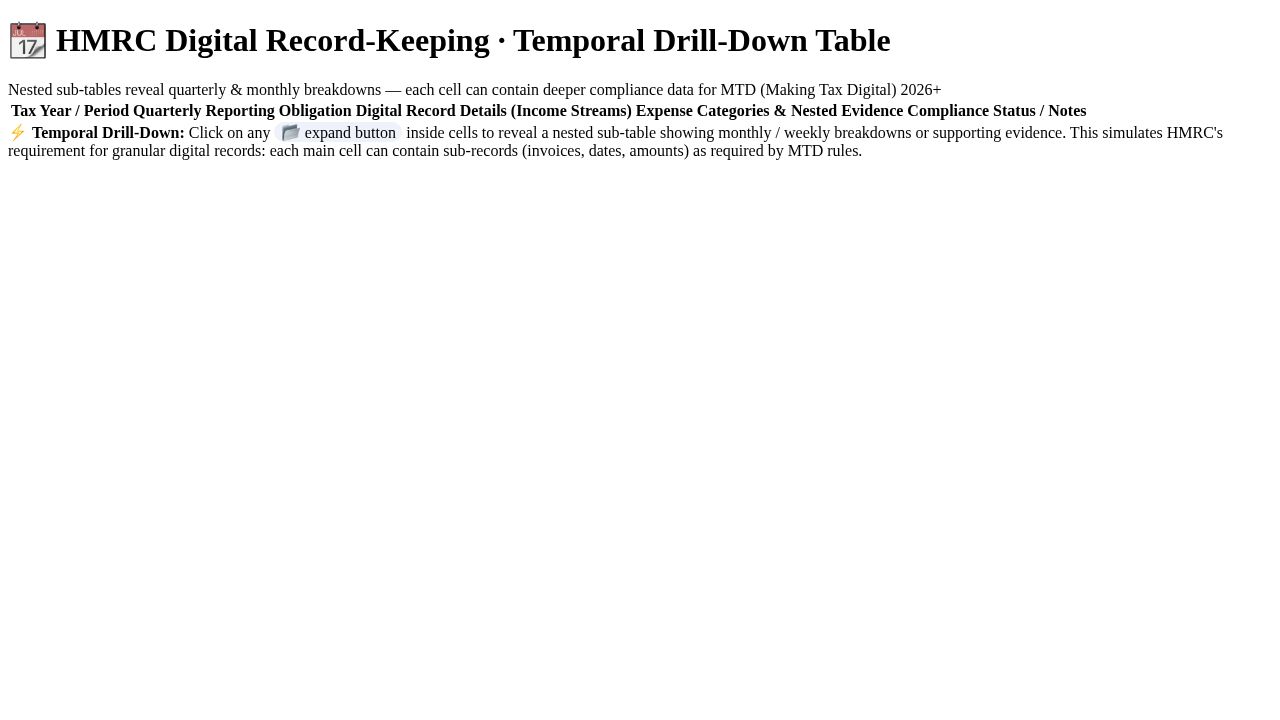 📆 HMRC Digital Record-Keeping · Temporal Drill-Down Table
Nested sub-tables reveal quarterly & monthly breakdowns — each cell can contain deeper compliance data for MTD (Making Tax Digital) 2026+
Tax Year / Period Quarterly Reporting Obligation Digital Record Details (Income Streams) Expense Categories & Nested Evidence Compliance Status / Notes
⚡ Temporal Drill-Down: Click on any 📂 expand button inside cells to reveal a nested sub-table showing monthly / weekly breakdowns or supporting evidence. This simulates HMRC's
requirement for granular digital records: each main cell can contain sub-records (invoices, dates, amounts) as required by MTD rules.